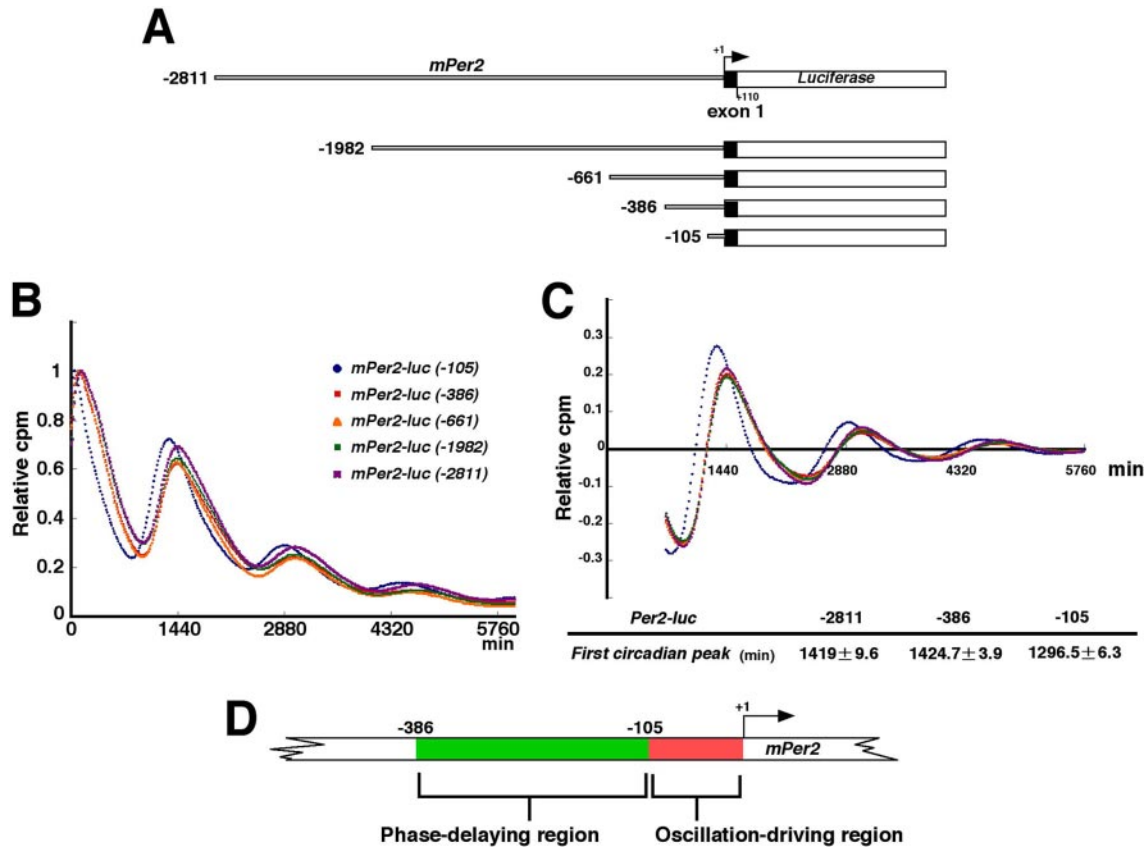 A
+1
mPer2
-2811
Luciferase
+110
exon 1
-1982
-661
-386
-105
B
Relative cpm
1
0.8
0.6
0.4
0.2
0
0 1440 2880 4320 5760
min
mPer2-luc (-105)
mPer2-luc (-386)
mPer2-luc (-661)
mPer2-luc (-1982)
mPer2-luc (-2811)
C
Relative cpm
0.3
0.2
0.1
0
-0.1
-0.2
-0.3
1440 2880 4320 5760 min
Per2-luc -2811 -386 -105
First circadian peak (min) 1419±9.6 1424.7±3.9 1296.5±6.3
D
-386 -105 +1
mPer2
Phase-delaying region Oscillation-driving region